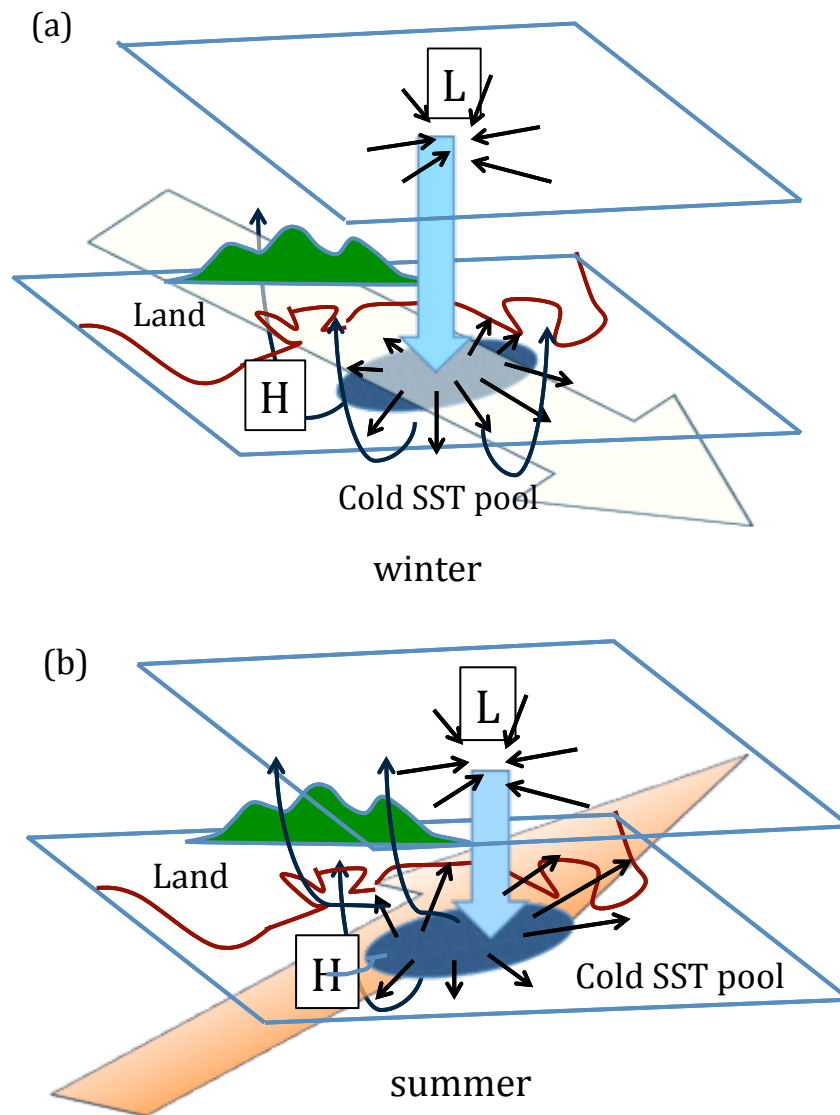 (a)
L
Land
H
Cold SST pool
winter
(b)
L
Land
H
Cold SST pool
summer